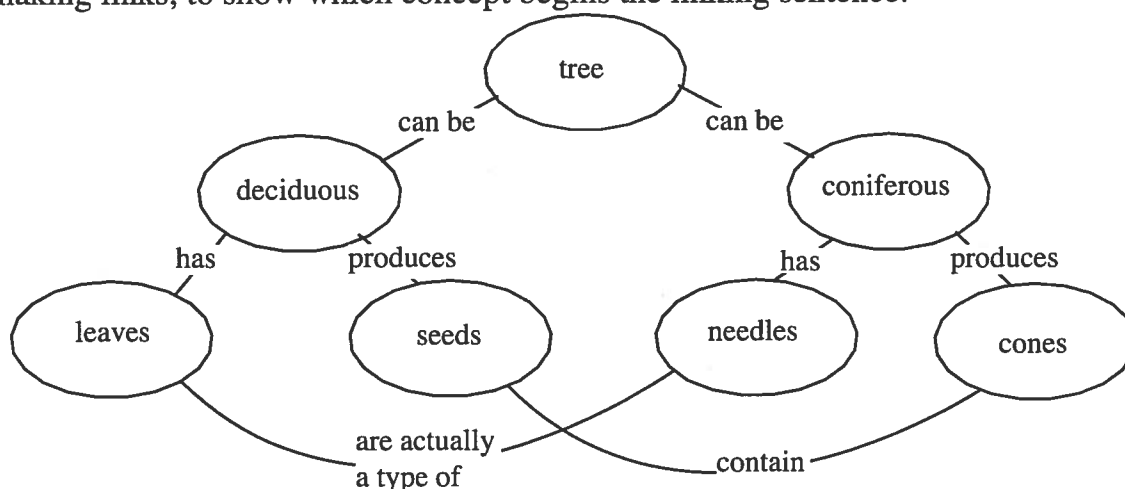 making links, to show which concept begins the linking sentence.
tree
can be
can be
deciduous
coniferous
has
produces
has
produces
leaves
seeds
needles
cones
are actually
a type of
contain